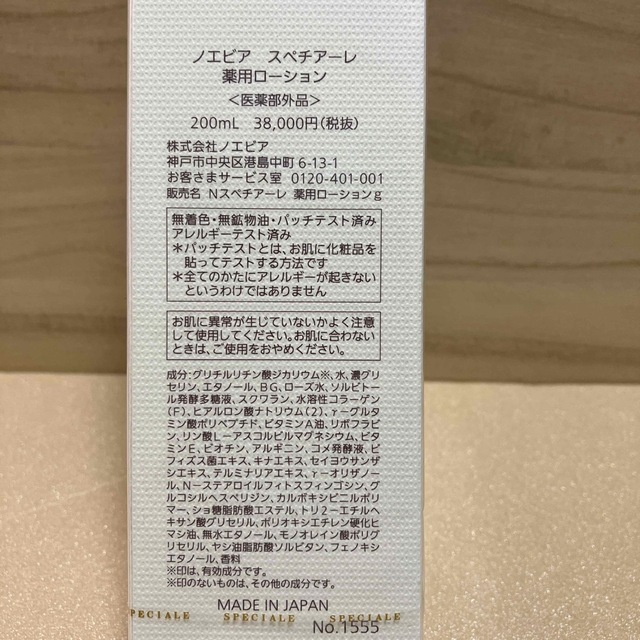 ノエビア　スペチアーレ
薬用ローション
＜医薬部外品＞
200mL　38,000円(税抜)
株式会社ノエビア
神戸市中央区港島中町6-13-1
お客さまサービス室　0120-401-001
販売名　Nスペチアーレ　薬用ローションg
無着色・無鉱物油・パッチテスト済み
アレルギーテスト済み
＊パッチテストとは、お肌に化粧品を
貼ってテストする方法です
＊全てのかたにアレルギーが起きない
というわけではありません
お肌に異常が生じていないかよく注意
して使用してください。お肌に合わない
ときは、ご使用をおやめください。
成分:グリチルリチン酸ジカリウム※、水、濃グリ
セリン、エタノール、BG、ローズ水、ソルビトー
ル発酵多糖液、スクワラン、水溶性コラーゲン
(F)、ヒアルロン酸ナトリウム(2)、γーグルタ
ミン酸ポリペプチド、ビタミンA油、リボフラビ
ン、リン酸Lーアスコルビルマグネシウム、ビタ
ミンE、ビオチン、アルギニン、コメ発酵液、ビ
フィズス菌エキス、キナエキス、セイヨウサンザ
シエキス、テルミナリアエキス、γーオリザノー
ル、Nーステアロイルフィトスフィンゴシン、グ
ルコシルヘスペリジン、カルボキシビニルポリ
マー、ショ糖脂肪酸エステル、トリ2ーエチルヘ
キサン酸グリセリル、ポリオキシエチレン硬化ヒ
マシ油、無水エタノール、モノオレイン酸ポリグ
リセリル、ヤシ油脂肪酸ソルビタン、フェノキシ
エタノール、香料
※印は、有効成分です。
※印のないものは、その他の成分です。
MADE IN JAPAN
SPECIALE　SPECIALE　SPECIALE
No.1555